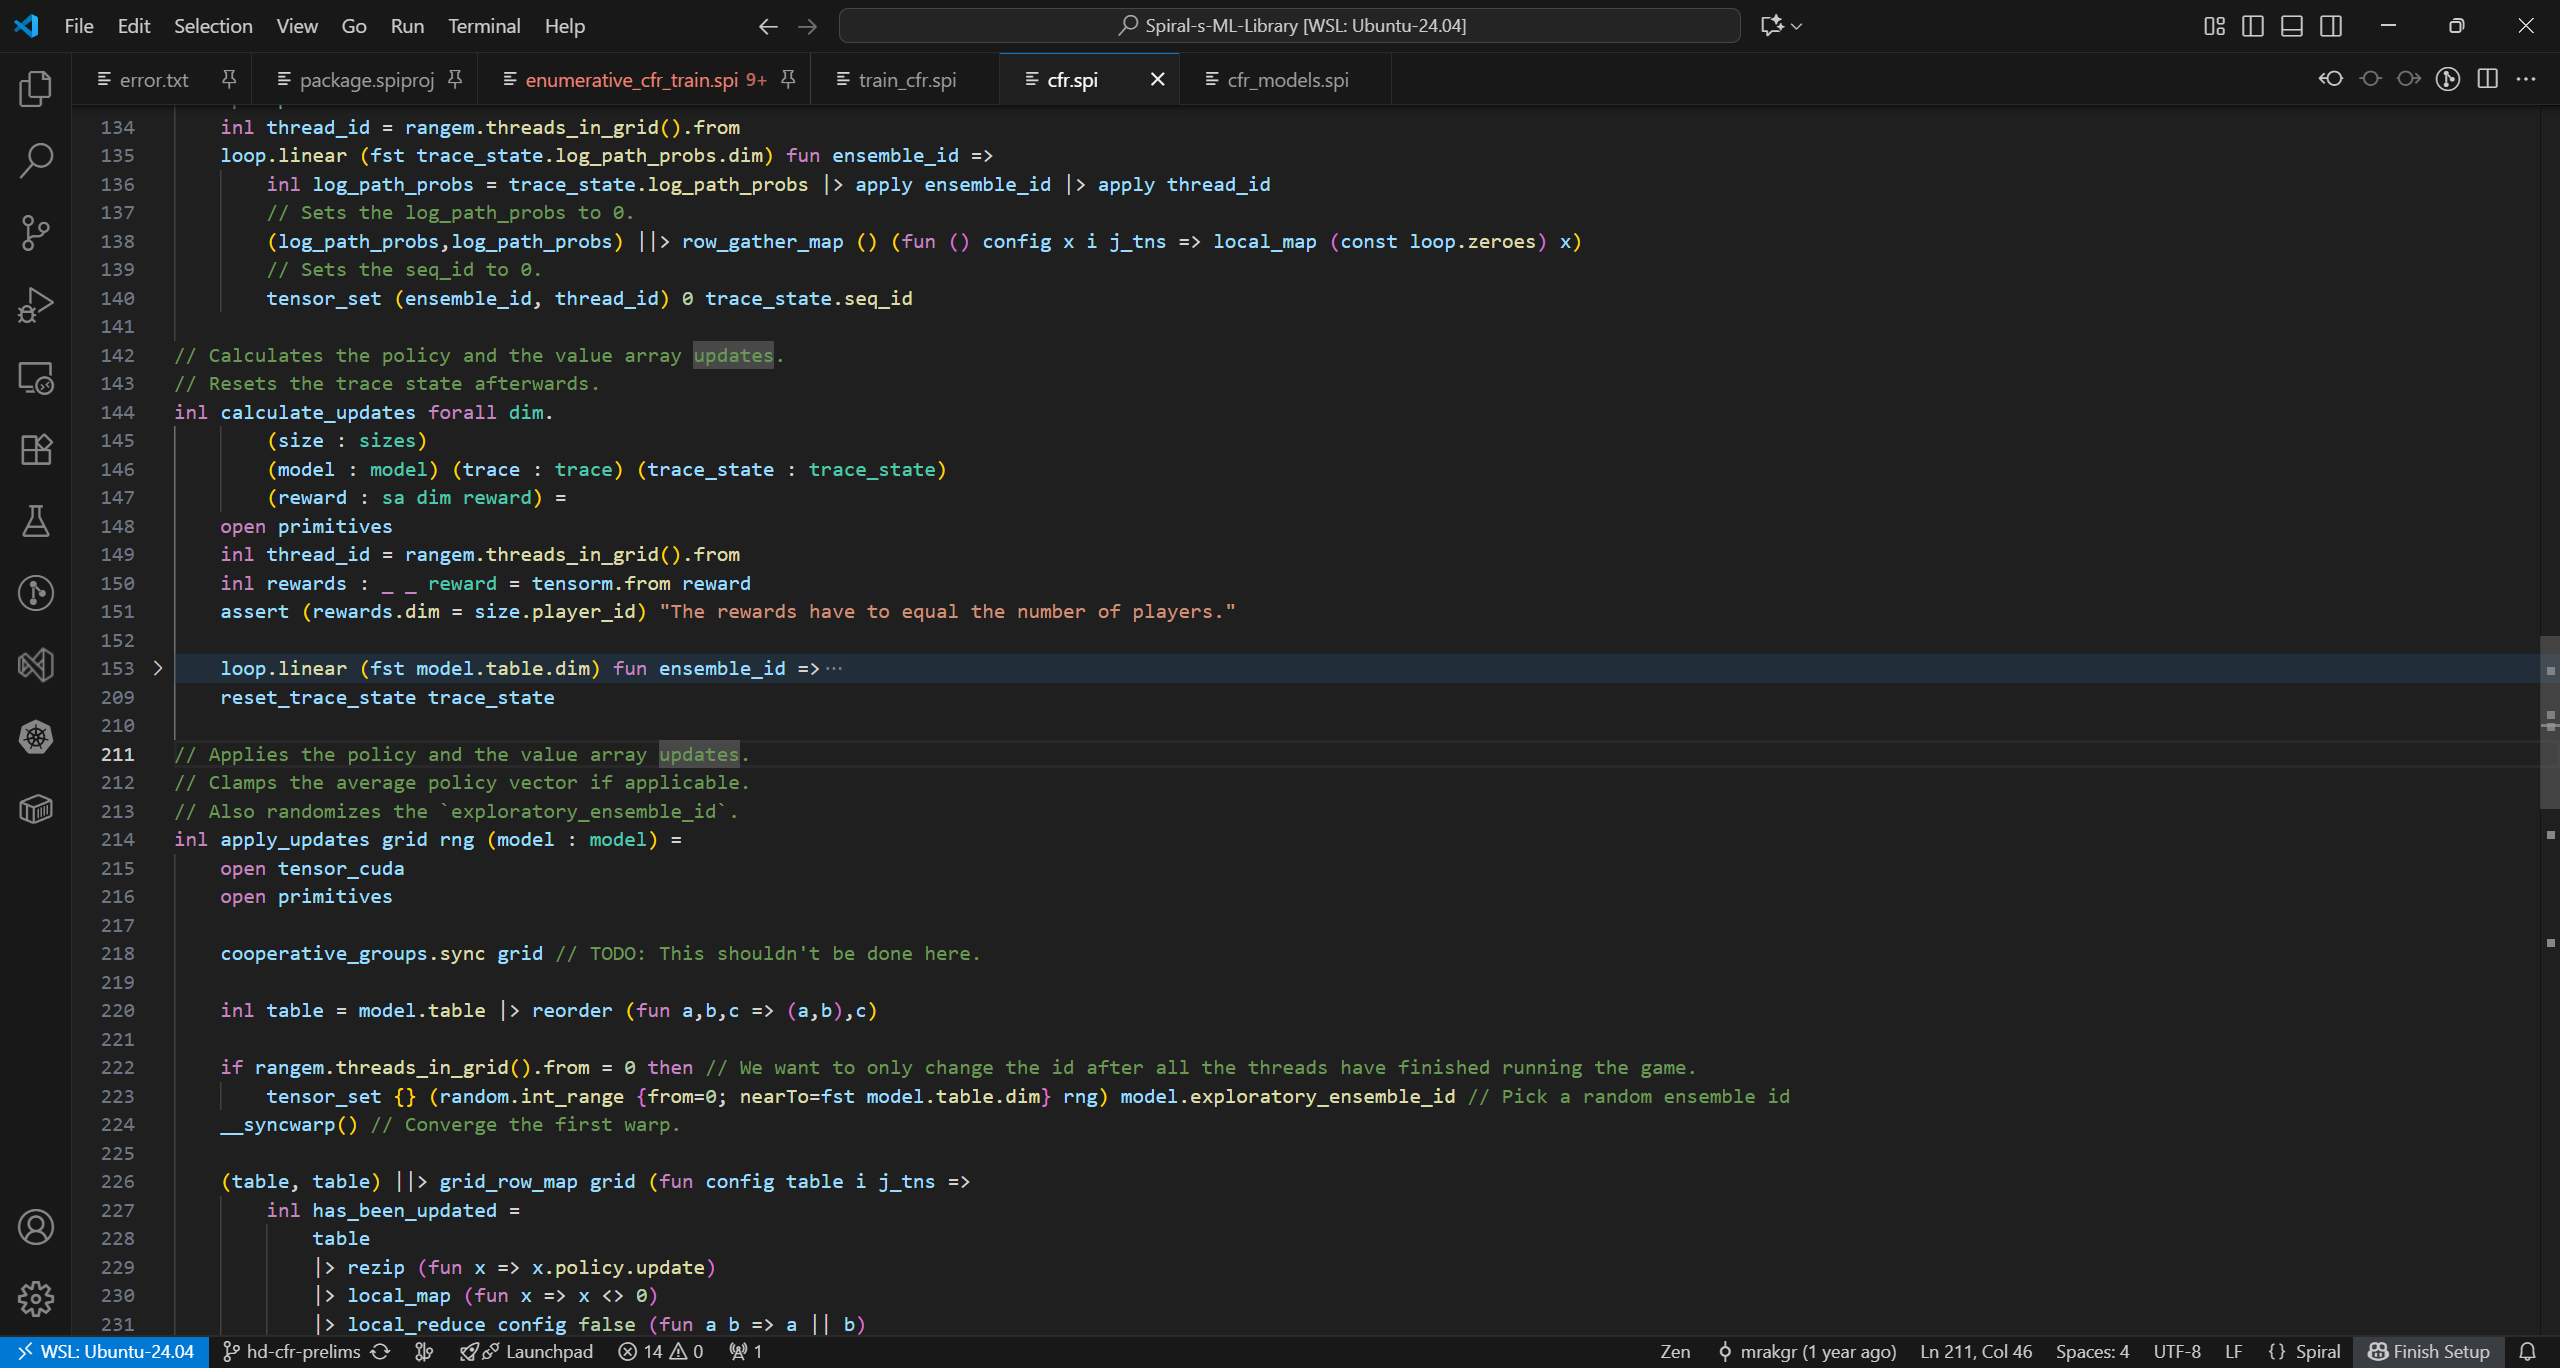 File Edit Selection View Go Run Terminal Help
Spiral-s-ML-Library [WSL: Ubuntu-24.04]
error.txt package.spiproj enumerative_cfr_train.spi 9+ train_cfr.spi cfr.spi cfr_models.spi
134 inl thread_id = rangem.threads_in_grid().from
135 loop.linear (fst trace_state.log_path_probs.dim) fun ensemble_id =>
136 inl log_path_probs = trace_state.log_path_probs |> apply ensemble_id |> apply thread_id
137 // Sets the log_path_probs to 0.
138 (log_path_probs,log_path_probs) ||> row_gather_map () (fun () config x i j_tns => local_map (const loop.zeroes) x)
139 // Sets the seq_id to 0.
140 tensor_set (ensemble_id, thread_id) 0 trace_state.seq_id
141
142 // Calculates the policy and the value array updates.
143 // Resets the trace state afterwards.
144 inl calculate_updates forall dim.
145 (size : sizes)
146 (model : model) (trace : trace) (trace_state : trace_state)
147 (reward : sa dim reward) =
148 open primitives
149 inl thread_id = rangem.threads_in_grid().from
150 inl rewards : _ _ reward = tensorm.from reward
151 assert (rewards.dim = size.player_id) "The rewards have to equal the number of players."
152
153 loop.linear (fst model.table.dim) fun ensemble_id =>···
209 reset_trace_state trace_state
210
211 // Applies the policy and the value array updates.
212 // Clamps the average policy vector if applicable.
213 // Also randomizes the `exploratory_ensemble_id`.
214 inl apply_updates grid rng (model : model) =
215 open tensor_cuda
216 open primitives
217
218 cooperative_groups.sync grid // TODO: This shouldn't be done here.
219
220 inl table = model.table |> reorder (fun a,b,c => (a,b),c)
221
222 if rangem.threads_in_grid().from = 0 then // We want to only change the id after all the threads have finished running the game.
223 tensor_set {} (random.int_range {from=0; nearTo=fst model.table.dim} rng) model.exploratory_ensemble_id // Pick a random ensemble id
224 __syncwarp() // Converge the first warp.
225
226 (table, table) ||> grid_row_map grid (fun config table i j_tns =>
227 inl has_been_updated =
228 table
229 |> rezip (fun x => x.policy.update)
230 |> local_map (fun x => x <> 0)
231 |> local_reduce config false (fun a b => a || b)
WSL: Ubuntu-24.04 hd-cfr-prelims Launchpad 14 0 1 Zen mrakgr (1 year ago) Ln 211, Col 46 Spaces: 4 UTF-8 LF {} Spiral Finish Setup